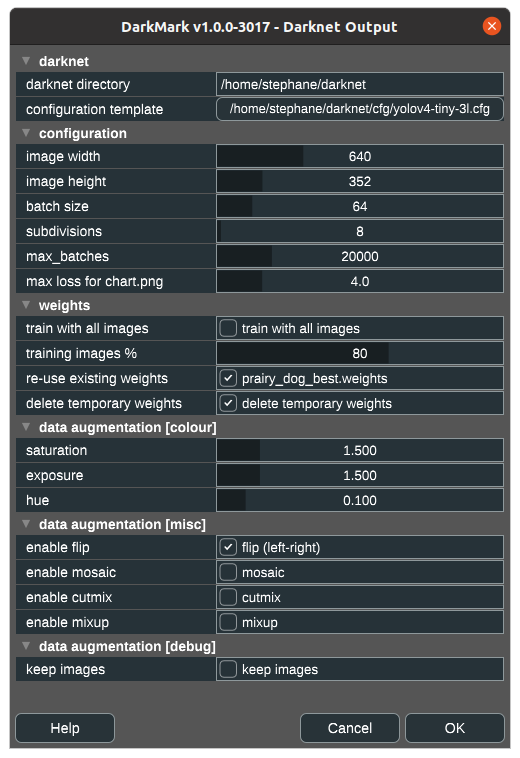 DarkMark v1.0.0-3017 - Darknet Output
darknet
darknet directory /home/stephane/darknet
configuration template /home/stephane/darknet/cfg/yolov4-tiny-3l.cfg
configuration
image width 640
image height 352
batch size 64
subdivisions 8
max_batches 20000
max loss for chart.png 4.0
weights
train with all images train with all images
training images % 80
re-use existing weights prairy_dog_best.weights
delete temporary weights delete temporary weights
data augmentation [colour]
saturation 1.500
exposure 1.500
hue 0.100
data augmentation [misc]
enable flip flip (left-right)
enable mosaic mosaic
enable cutmix cutmix
enable mixup mixup
data augmentation [debug]
keep images keep images
Help Cancel OK